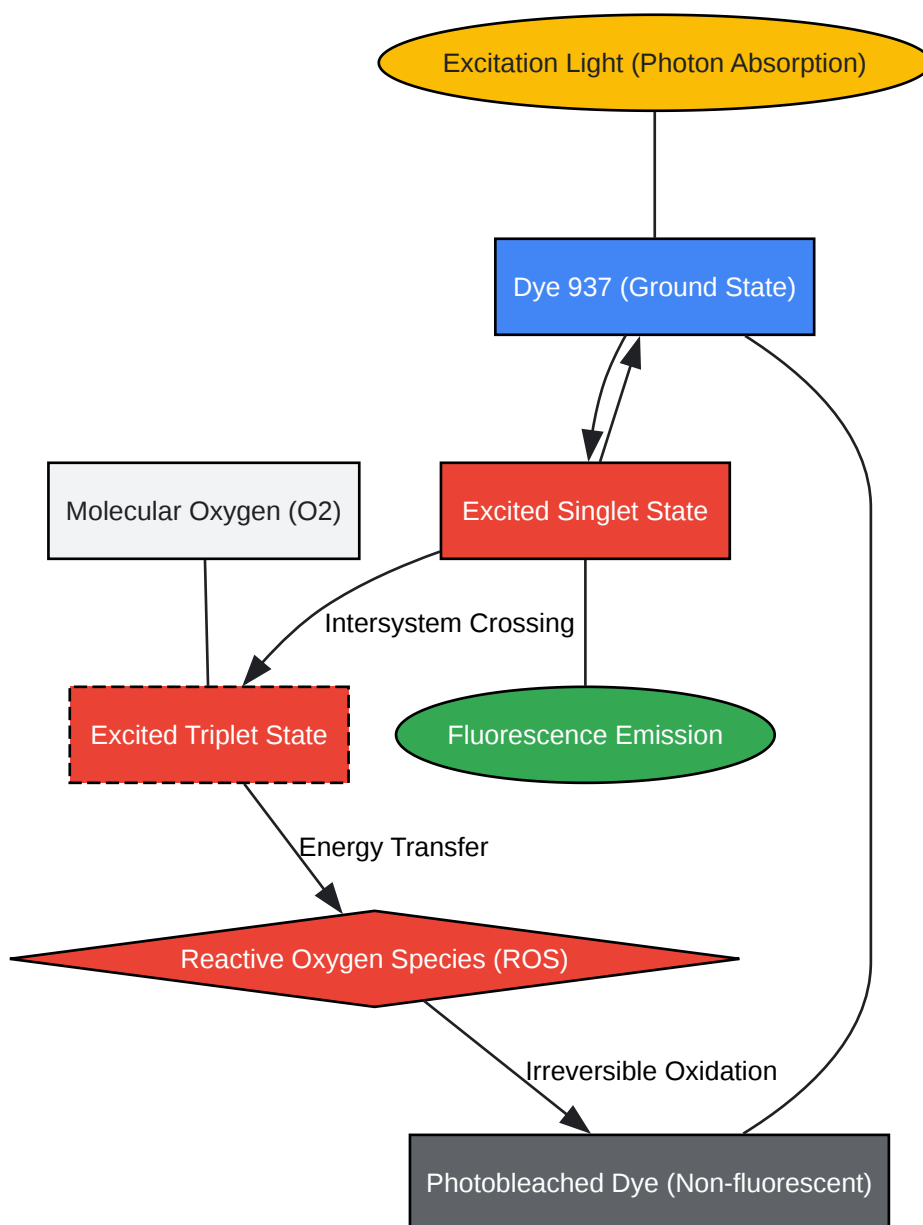 Excitation Light (Photon Absorption)
Dye 937 (Ground State)
Molecular Oxygen (O2)
Excited Singlet State
Intersystem Crossing
Excited Triplet State
Fluorescence Emission
Energy Transfer
Reactive Oxygen Species (ROS)
Irreversible Oxidation
Photobleached Dye (Non-fluorescent)